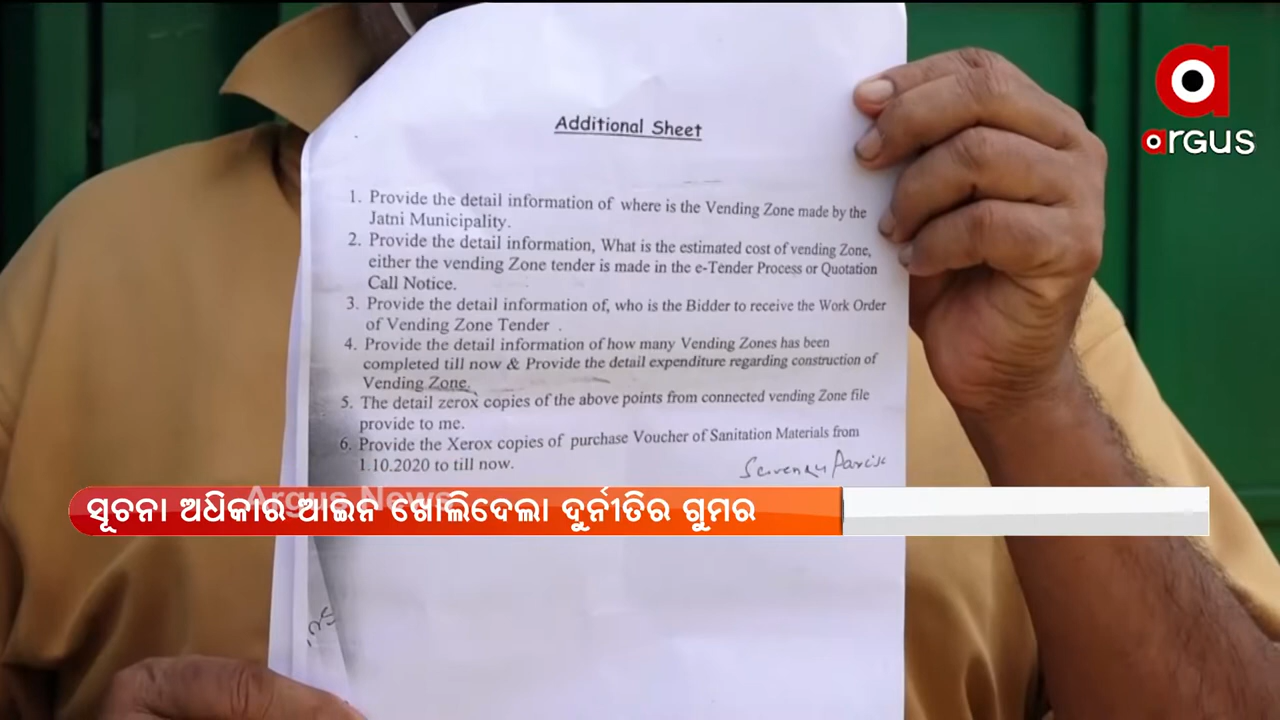 Additional Sheet
1. Provide the detail information of where is the Vending Zone made by the
Jatni Municipality.
2. Provide the detail information, What is the estimated cost of vending Zone,
either the vending Zone tender is made in the e-Tender Process or Quotation
Call Notice.
3. Provide the detail information of, who is the Bidder to receive the Work Order
of Vending Zone Tender .
4. Provide the detail information of how many Vending Zones has been
completed till now & Provide the detail expenditure regarding construction of
Vending Zone.
5. The detail zerox copies of the above points from connected vending Zone file
provide to me.
6. Provide the Xerox copies of purchase Voucher of Sanitation Materials from
1.10.2020 to till now.
argus
Argus News
ସୂଚନା ଅଧିକାର ଆଇନ ଖୋଲିଦେଲା ଦୁର୍ନୀତିର ଗୁମର